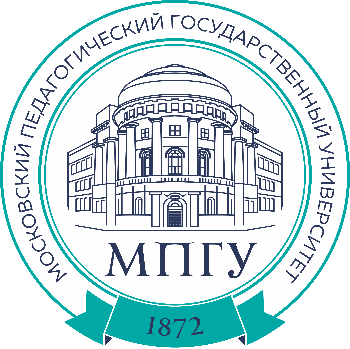 МОСКОВСКИЙ ПЕДАГОГИЧЕСКИЙ ГОСУДАРСТВЕННЫЙ УНИВЕРСИТЕТ
МПГУ
1872